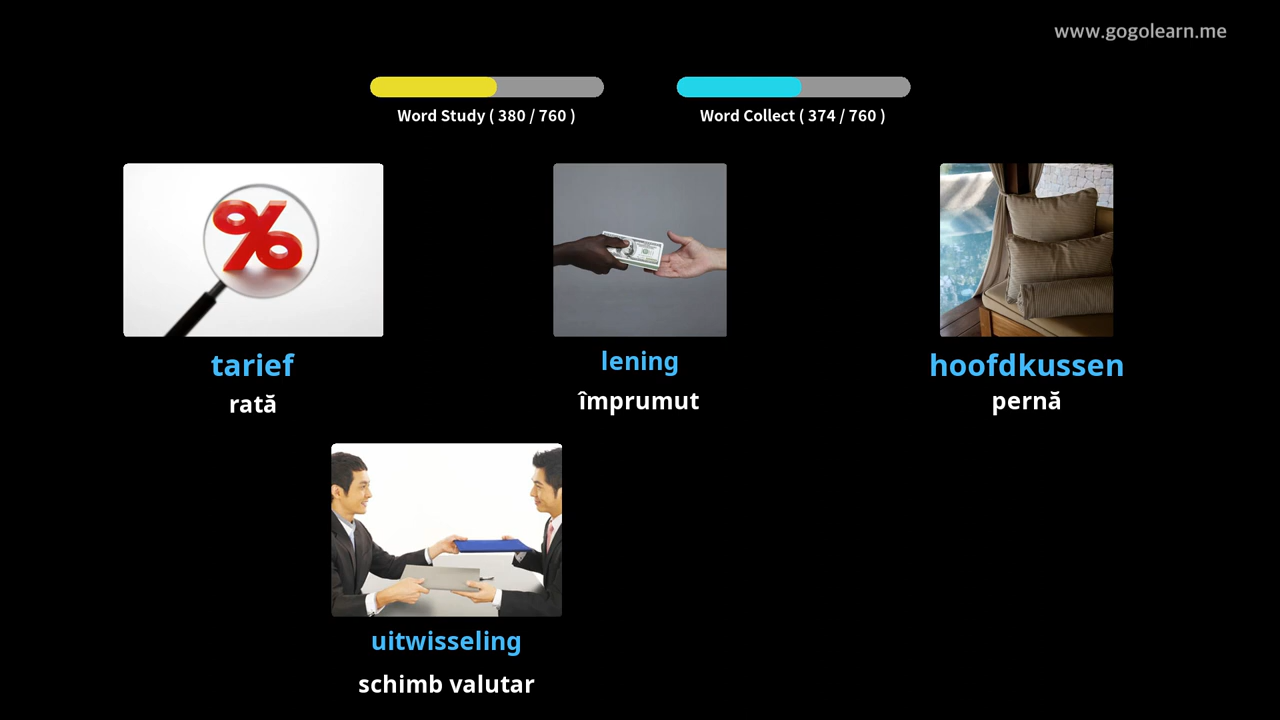 www.gogolearn.me
Word Study ( 380 / 760 )
Word Collect ( 374 / 760 )
%
tarief
rată
lening
împrumut
hoofdkussen
pernă
uitwisseling
schimb valutar